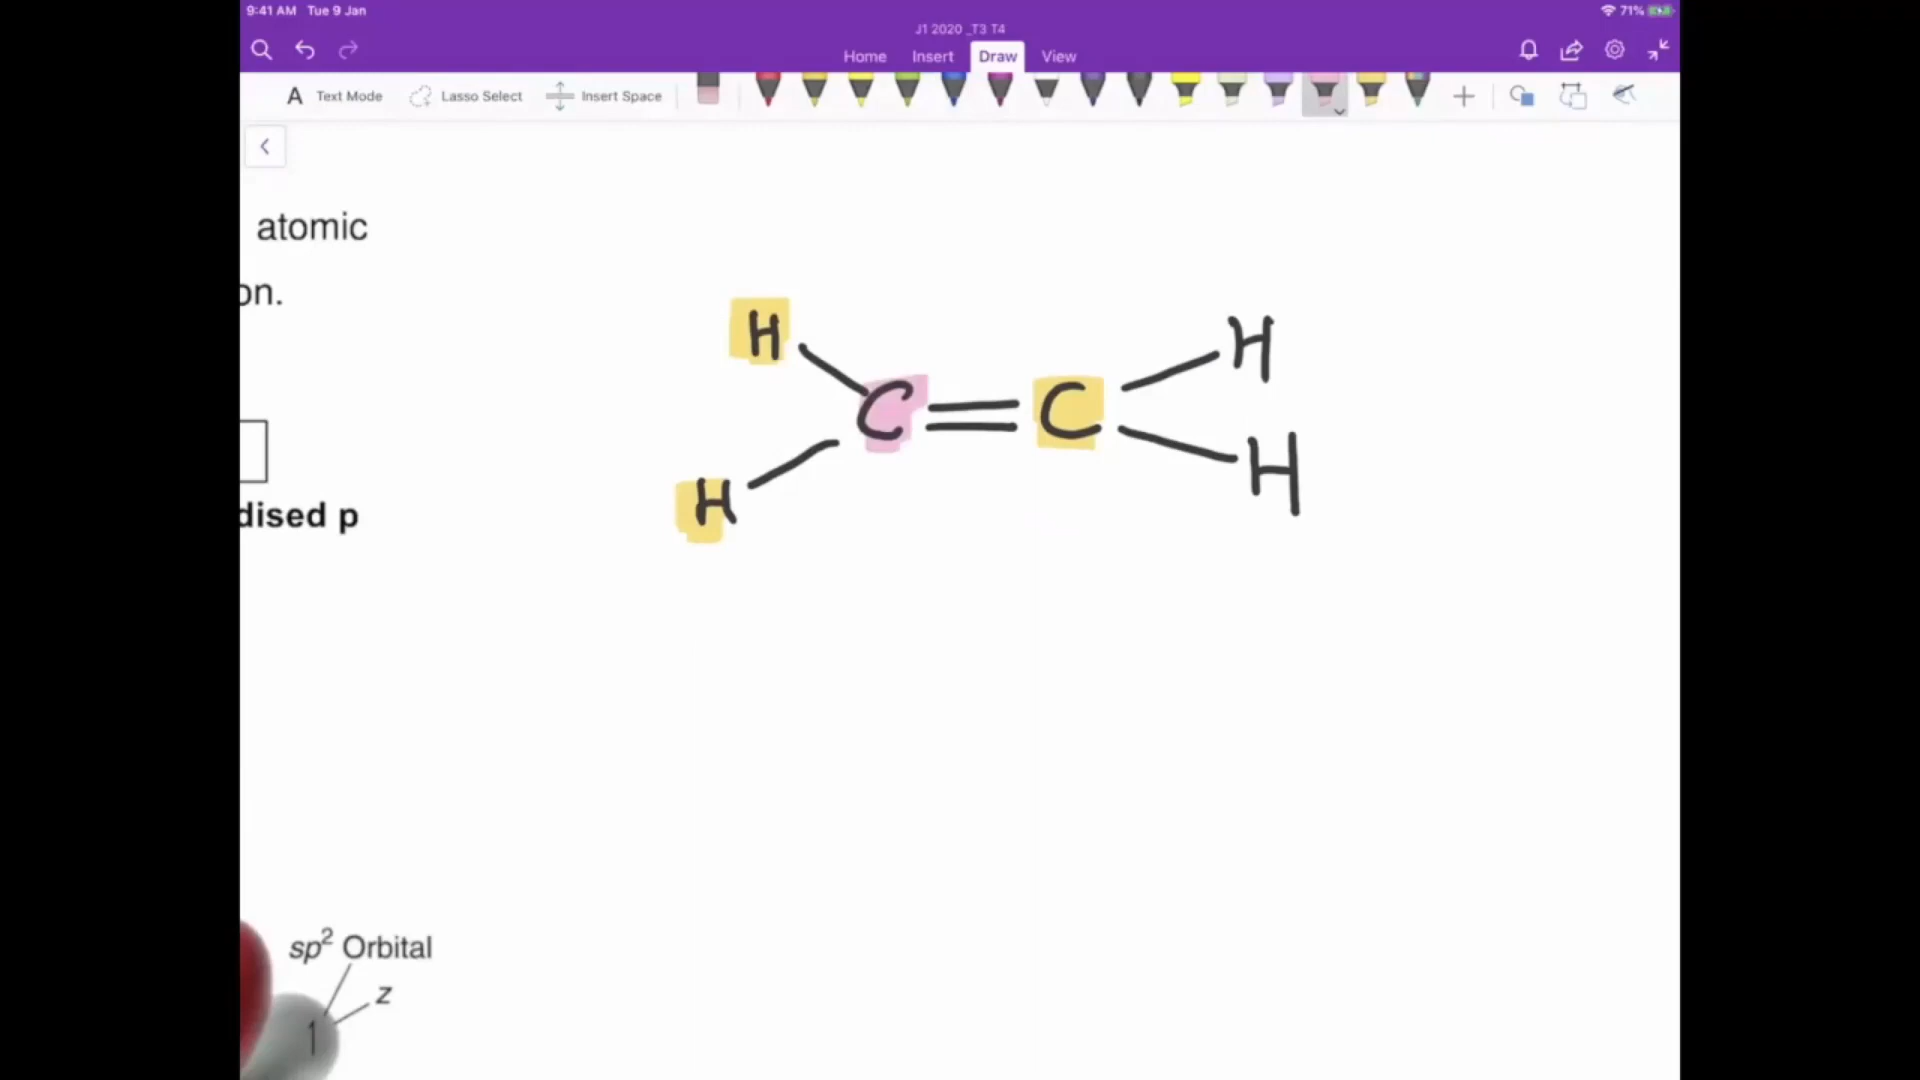 9:41 AM Tue 9 Jan
71%
J1 2020 _T3 T4
Home Insert Draw View
A Text Mode Lasso Select Insert Space
atomic
on.
dised p
H H
C = C
H H
sp² Orbital
z
1